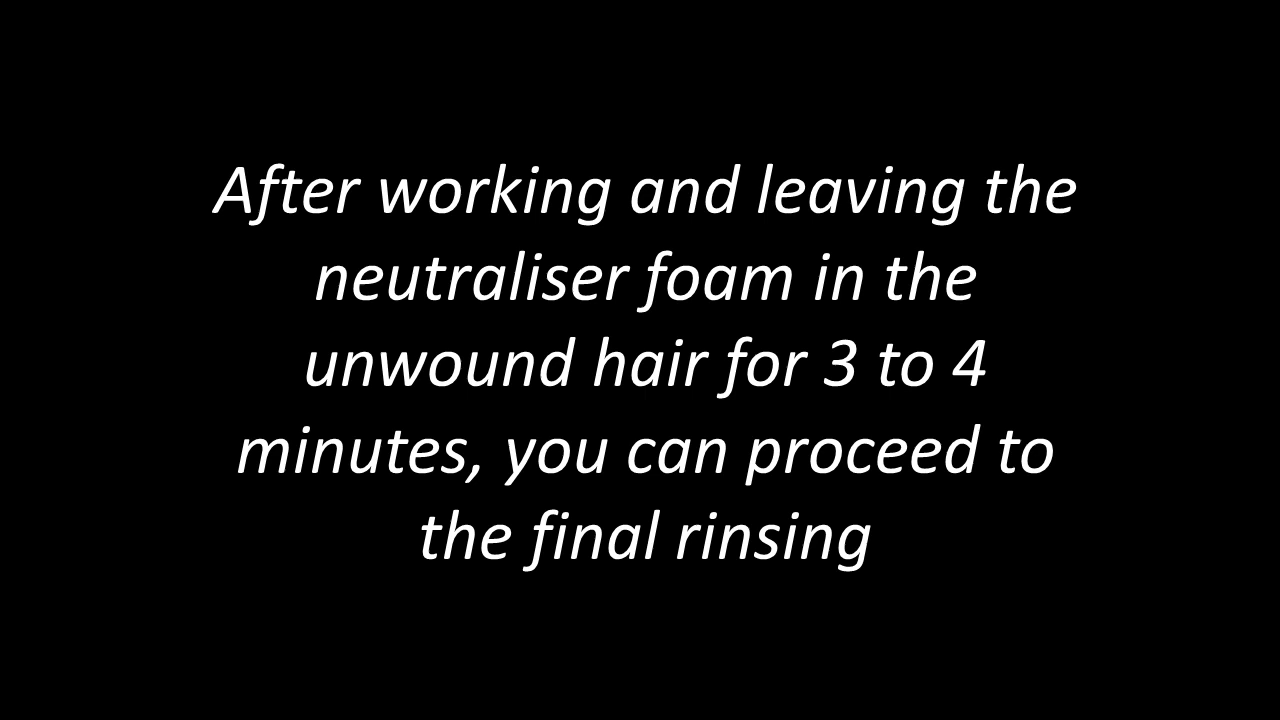 After working and leaving the
neutraliser foam in the
unwound hair for 3 to 4
minutes, you can proceed to
the final rinsing